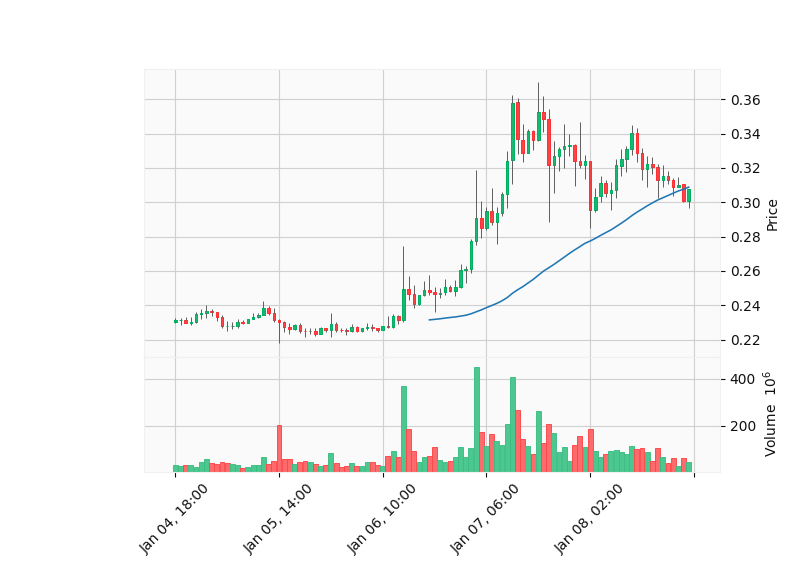 0.36
0.34
0.32
0.30
0.28
0.26
0.24
0.22
Price
400
200
Volume 10⁶
Jan 04, 18:00
Jan 05, 14:00
Jan 06, 10:00
Jan 07, 06:00
Jan 08, 02:00